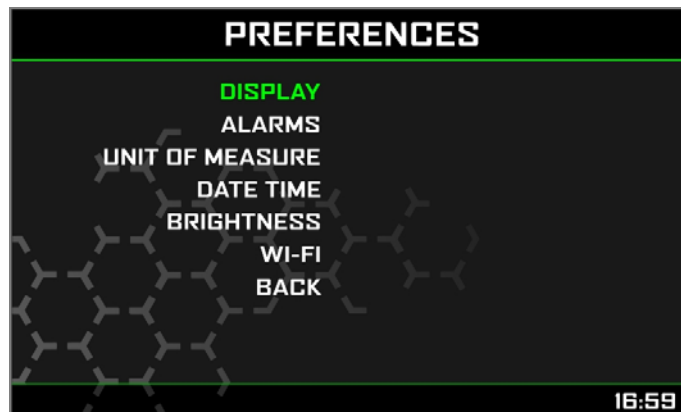 PREFERENCES
DISPLAY
ALARMS
UNIT OF MEASURE
DATE TIME
BRIGHTNESS
WI-FI
BACK
16:59